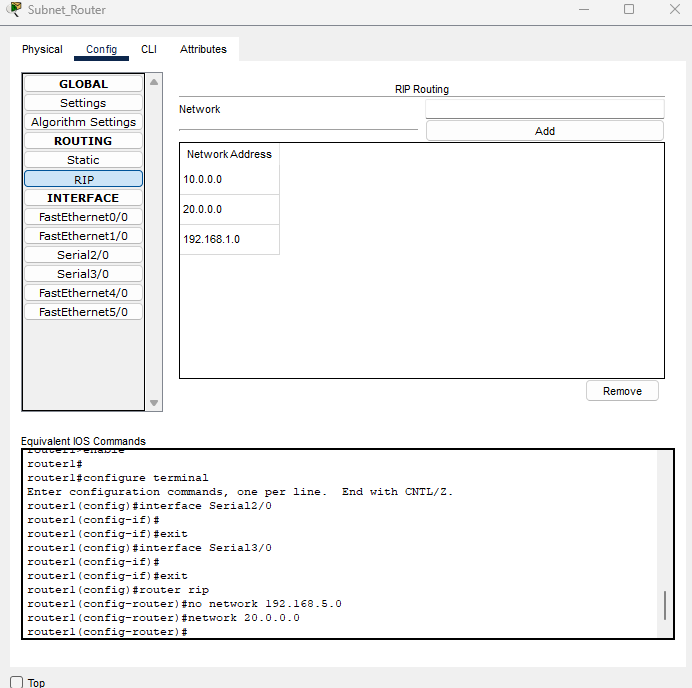 Subnet_Router
Physical Config CLI Attributes
GLOBAL
Settings
Algorithm Settings
ROUTING
Static
RIP
INTERFACE
FastEthernet0/0
FastEthernet1/0
Serial2/0
Serial3/0
FastEthernet4/0
FastEthernet5/0
RIP Routing
Network
Add
Network Address
10.0.0.0
20.0.0.0
192.168.1.0
Remove
Equivalent IOS Commands
router1>enable
router1#
router1#configure terminal
Enter configuration commands, one per line.  End with CNTL/Z.
router1(config)#interface Serial2/0
router1(config-if)#
router1(config-if)#exit
router1(config)#interface Serial3/0
router1(config-if)#
router1(config-if)#exit
router1(config)#router rip
router1(config-router)#no network 192.168.5.0
router1(config-router)#network 20.0.0.0
router1(config-router)#
Top